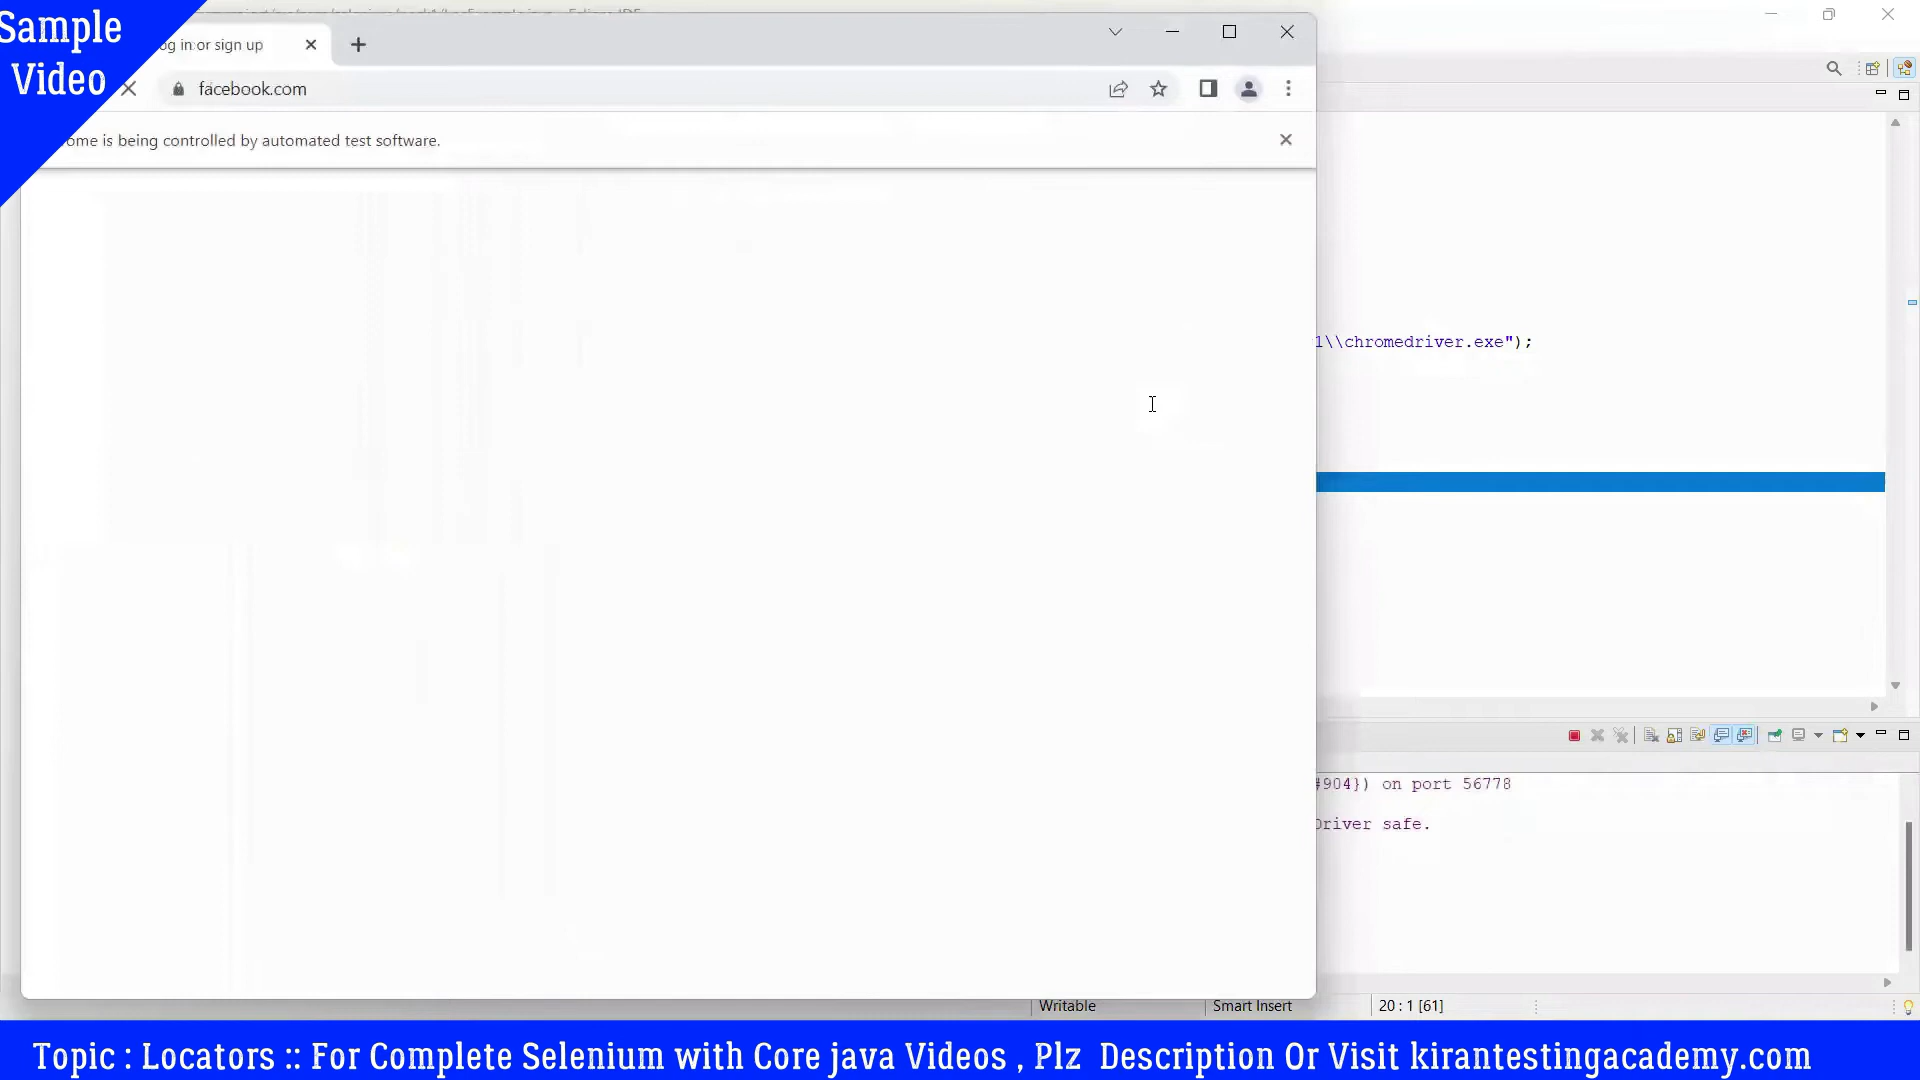 Sample
Video
og in or sign up
facebook.com
ome is being controlled by automated test software.
1\\chromedriver.exe");
#904}) on port 56778
Driver safe.
Writable
Smart Insert
20 : 1 [61]
Topic : Locators :: For Complete Selenium with Core java Videos , Plz Description Or Visit kirantestingacademy.com